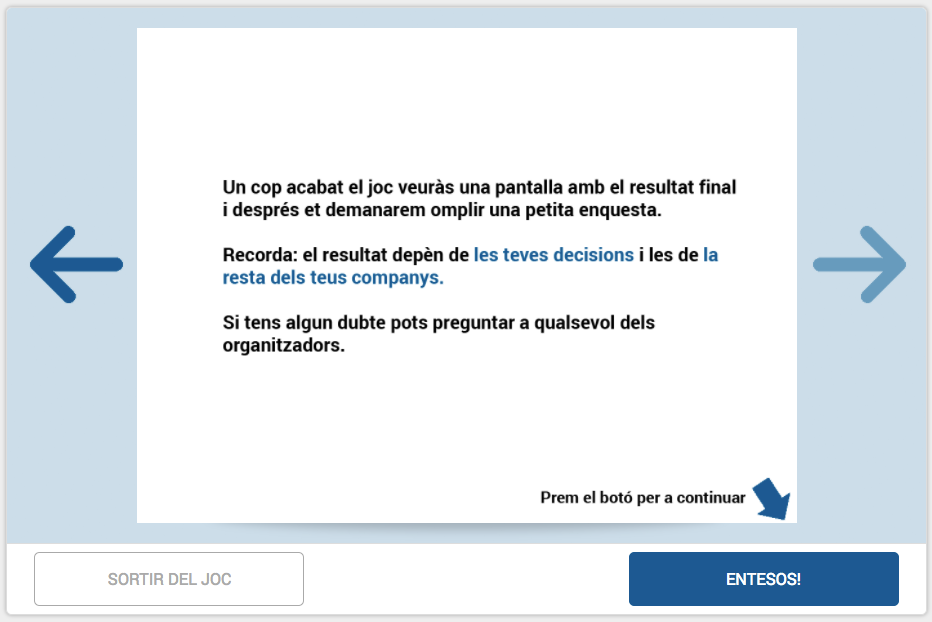 Un cop acabat el joc veuràs una pantalla amb el resultat final
i després et demanarem omplir una petita enquesta.
Recorda: el resultat depèn de les teves decisions i les de la
resta dels teus companys.
Si tens algun dubte pots preguntar a qualsevol dels
organitzadors.
Prem el botó per a continuar
SORTIR DEL JOC
ENTESOS!